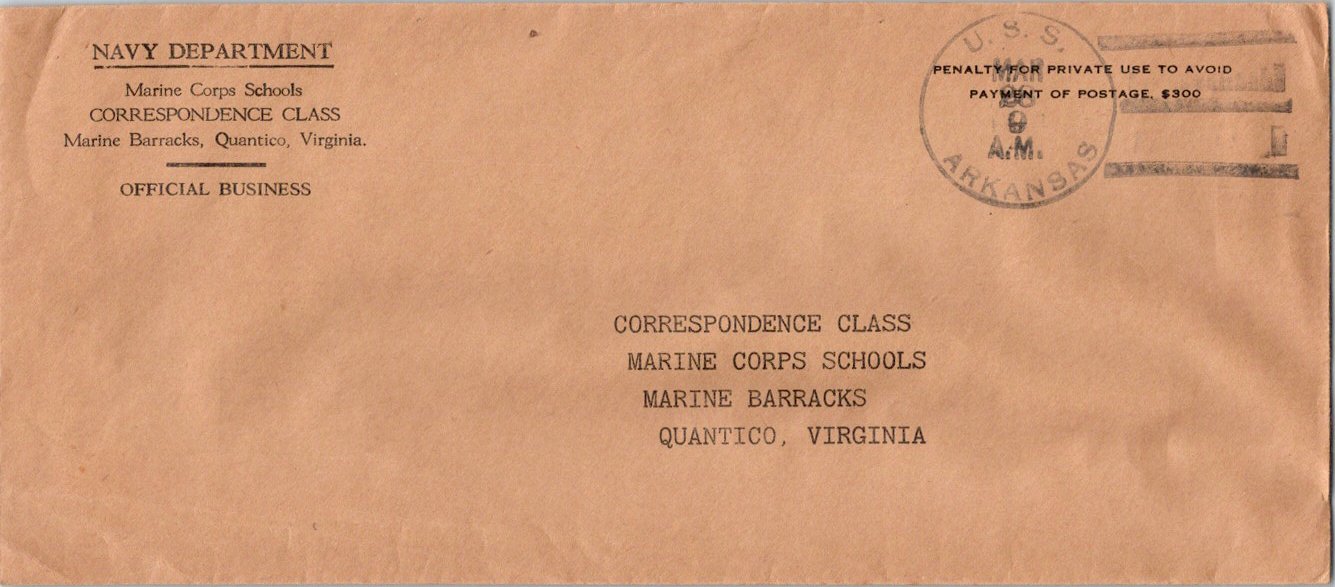 NAVY DEPARTMENT
Marine Corps Schools
CORRESPONDENCE CLASS
Marine Barracks, Quantico, Virginia.
OFFICIAL BUSINESS
U. S. S.
MAR
9
A.M.
ARKANSAS
PENALTY FOR PRIVATE USE TO AVOID
PAYMENT OF POSTAGE, $300
CORRESPONDENCE CLASS
MARINE CORPS SCHOOLS
MARINE BARRACKS
QUANTICO, VIRGINIA